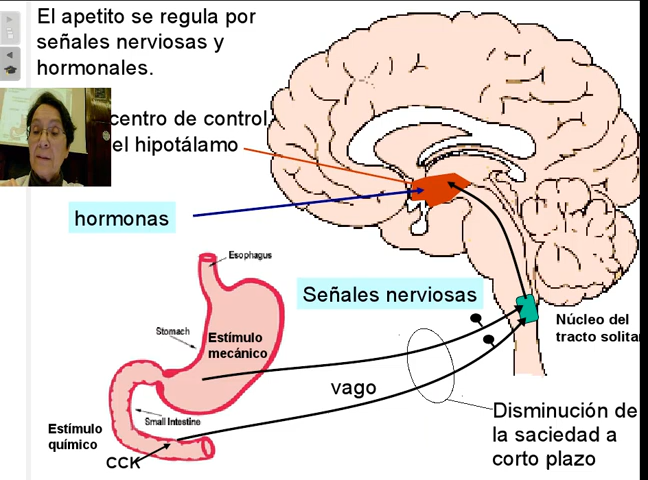 El apetito se regula por
señales nerviosas y
hormonales.
centro de control
el hipotálamo
hormonas
Esophagus
Señales nerviosas
Núcleo del
tracto solita
Stomach
Estímulo
mecánico
vago
Small Intestine
Estímulo
químico
CCK
Disminución de
la saciedad a
corto plazo